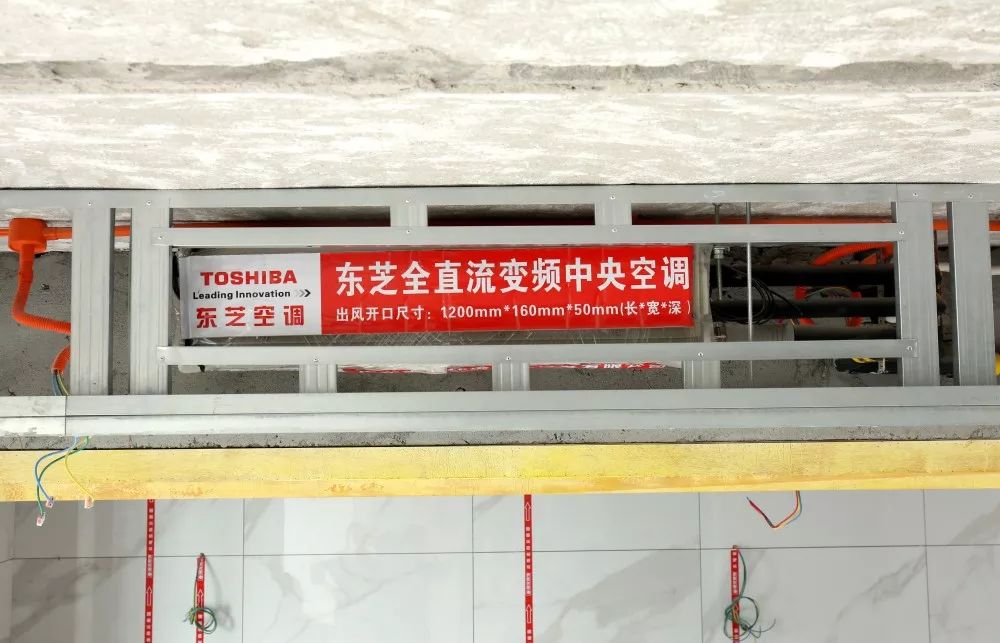 TOSHIBA
Leading Innovation
东芝空调
东芝全直流变频中央空调
出风开口尺寸：1200mm*160mm*50mm(长*宽*深)